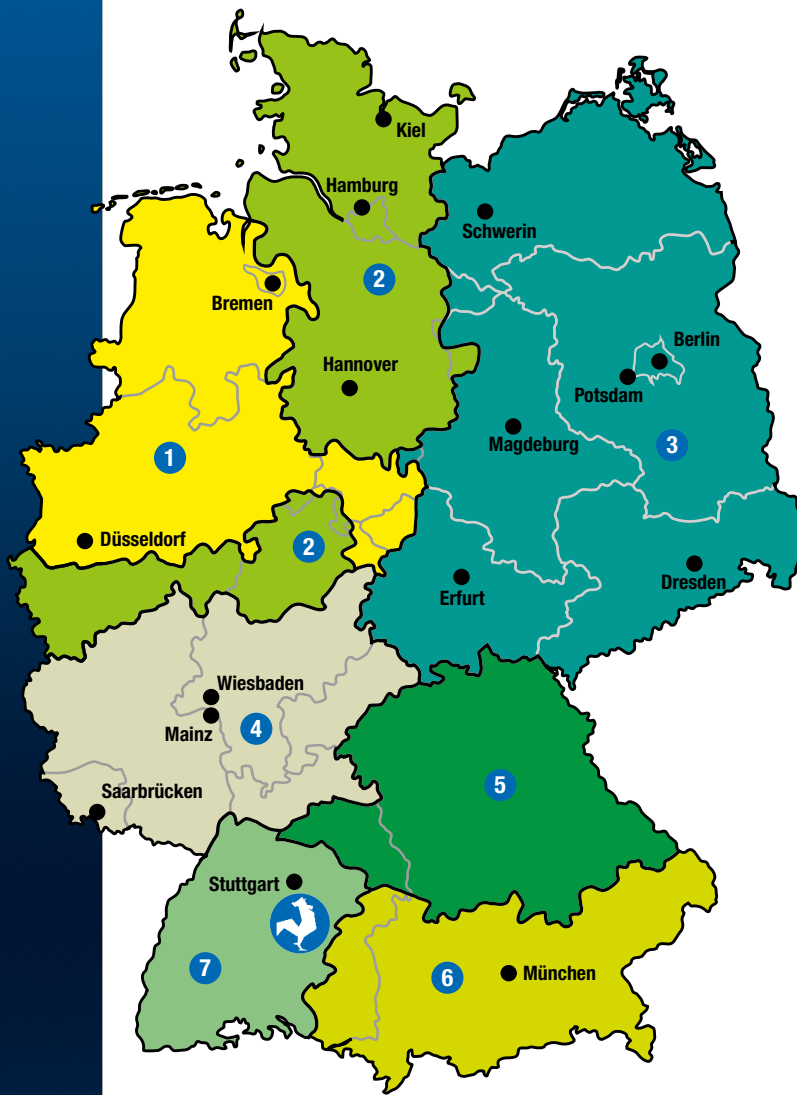 Kiel
Hamburg
Schwerin
2
Bremen
Berlin
Hannover
Potsdam
Magdeburg
3
1
Düsseldorf
2
Dresden
Erfurt
Wiesbaden
Mainz
4
5
Saarbrücken
Stuttgart
7
6
München